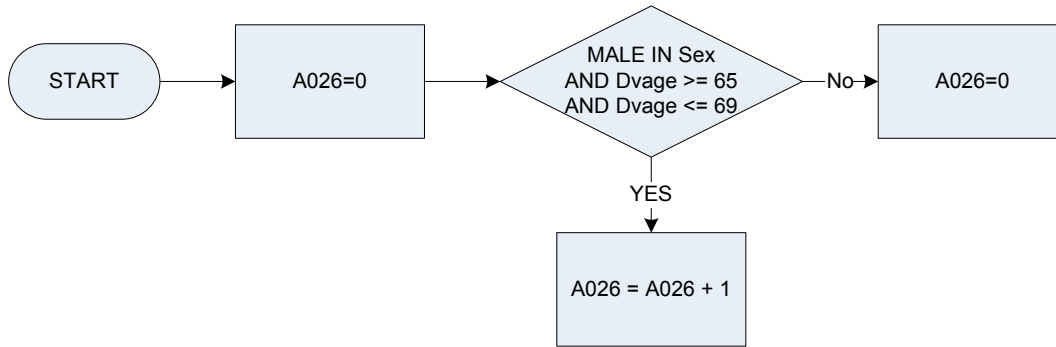 START
A026=0
MALE IN Sex
AND Dvage >= 65
AND Dvage <= 69
No
A026=0
YES
A026 = A026 + 1